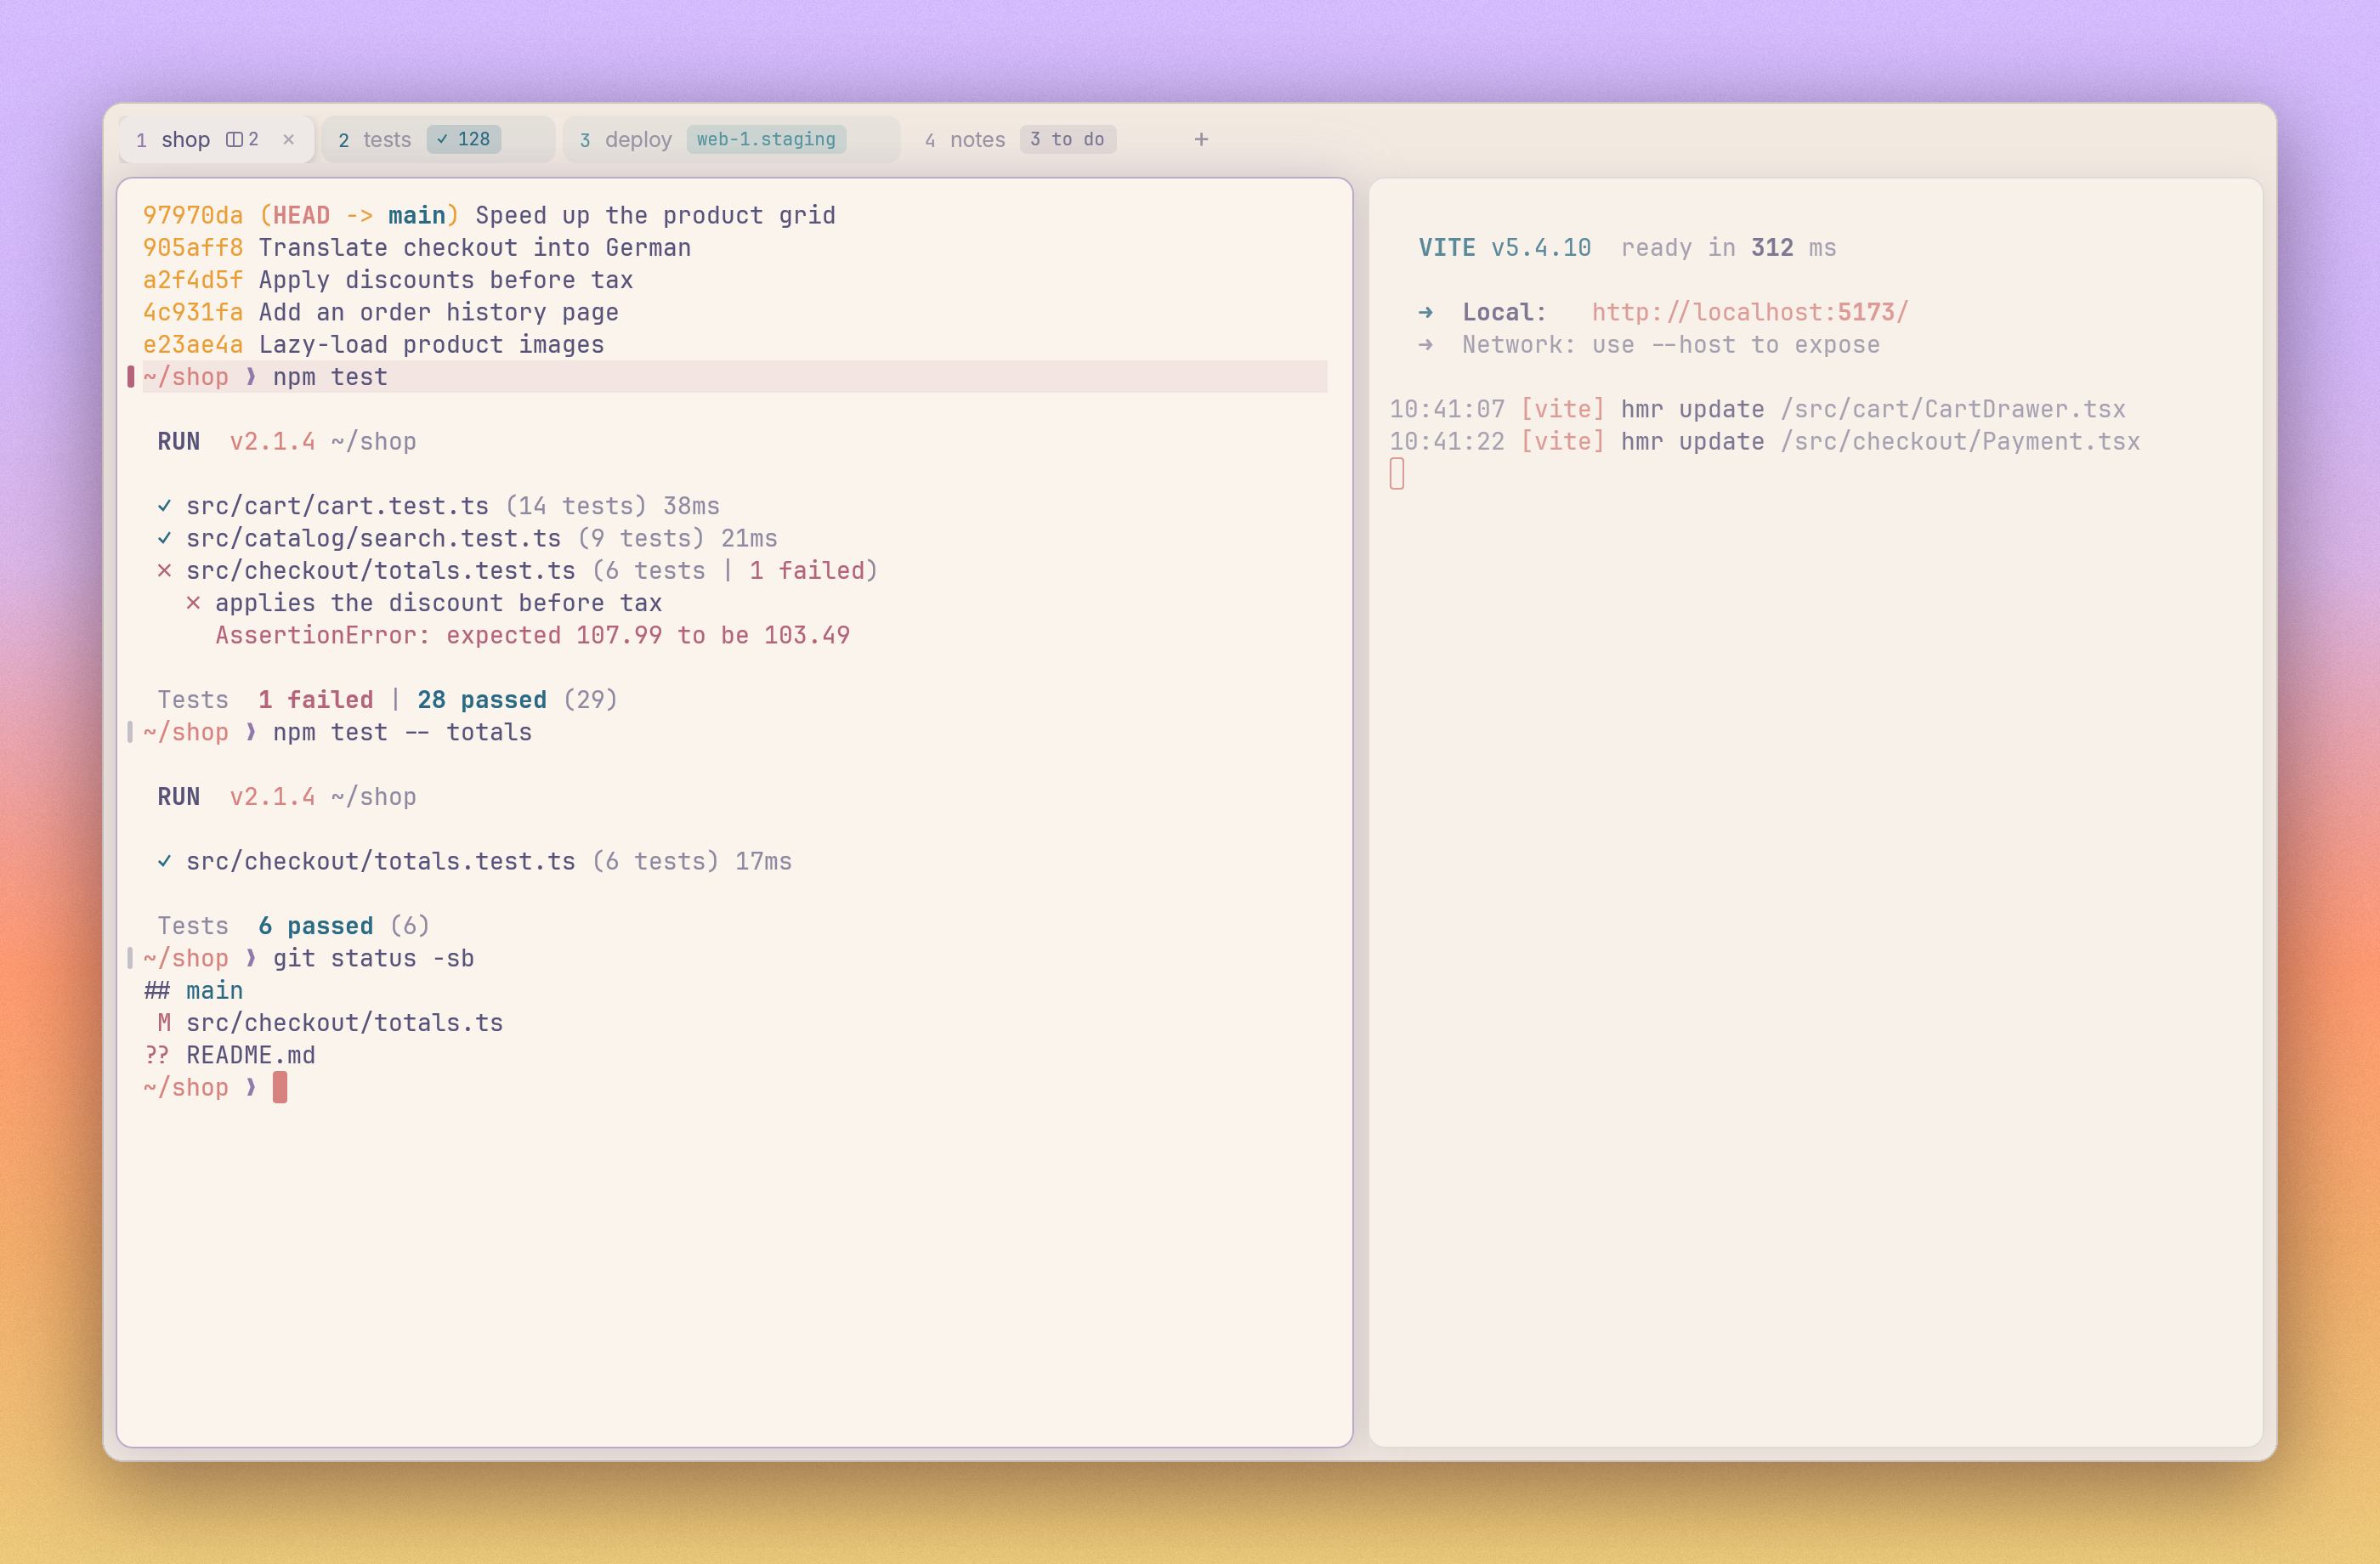 1 shop 2 × 2 tests ✓ 128 3 deploy web-1.staging 4 notes 3 to do +
97970da (HEAD -> main) Speed up the product grid
905aff8 Translate checkout into German
a2f4d5f Apply discounts before tax
4c931fa Add an order history page
e23ae4a Lazy-load product images
~/shop ❯ npm test
RUN v2.1.4 ~/shop
✓ src/cart/cart.test.ts (14 tests) 38ms
✓ src/catalog/search.test.ts (9 tests) 21ms
× src/checkout/totals.test.ts (6 tests | 1 failed)
× applies the discount before tax
AssertionError: expected 107.99 to be 103.49
Tests 1 failed | 28 passed (29)
~/shop ❯ npm test -- totals
RUN v2.1.4 ~/shop
✓ src/checkout/totals.test.ts (6 tests) 17ms
Tests 6 passed (6)
~/shop ❯ git status -sb
## main
M src/checkout/totals.ts
?? README.md
~/shop ❯
VITE v5.4.10 ready in 312 ms
➜ Local: http://localhost:5173/
➜ Network: use --host to expose
10:41:07 [vite] hmr update /src/cart/CartDrawer.tsx
10:41:22 [vite] hmr update /src/checkout/Payment.tsx